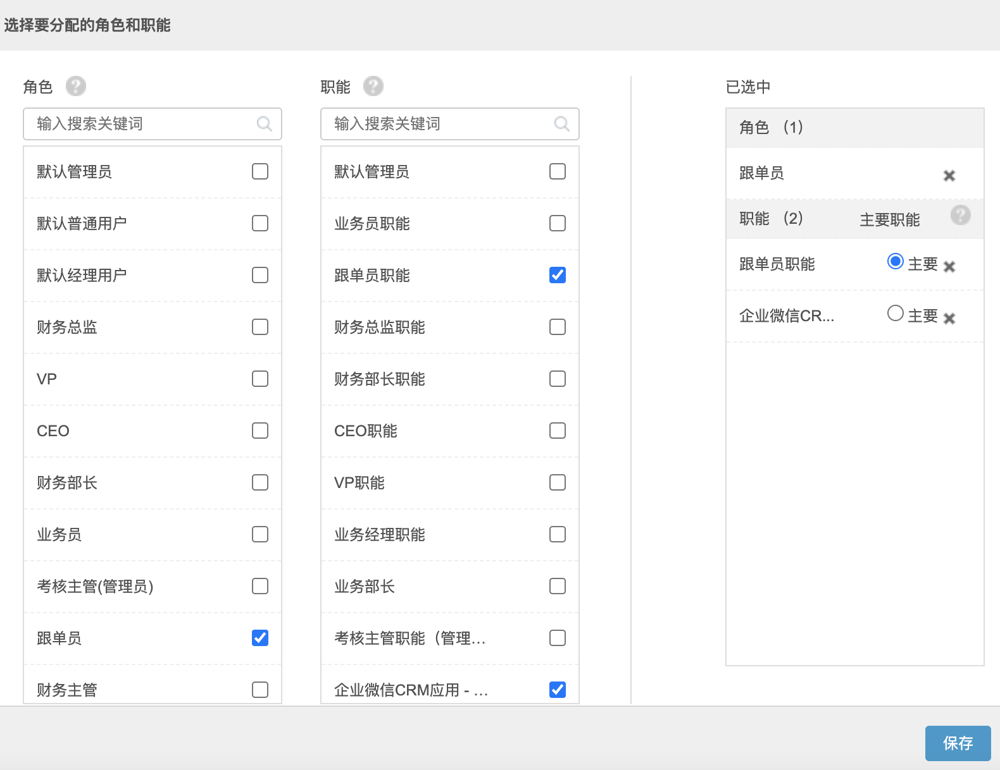 选择要分配的角色和职能
角色 ?
输入搜索关键词
默认管理员
默认普通用户
默认经理用户
财务总监
VP
CEO
财务部长
业务员
考核主管(管理员)
跟单员
财务主管
职能 ?
输入搜索关键词
默认管理员
业务员职能
跟单员职能
财务总监职能
财务部长职能
CEO职能
VP职能
业务经理职能
业务部长
考核主管职能（管理...
企业微信CRM应用 - ...
已选中
角色 （1）
跟单员
职能 （2） 主要职能 ?
跟单员职能 主要
企业微信CR... 主要
保存